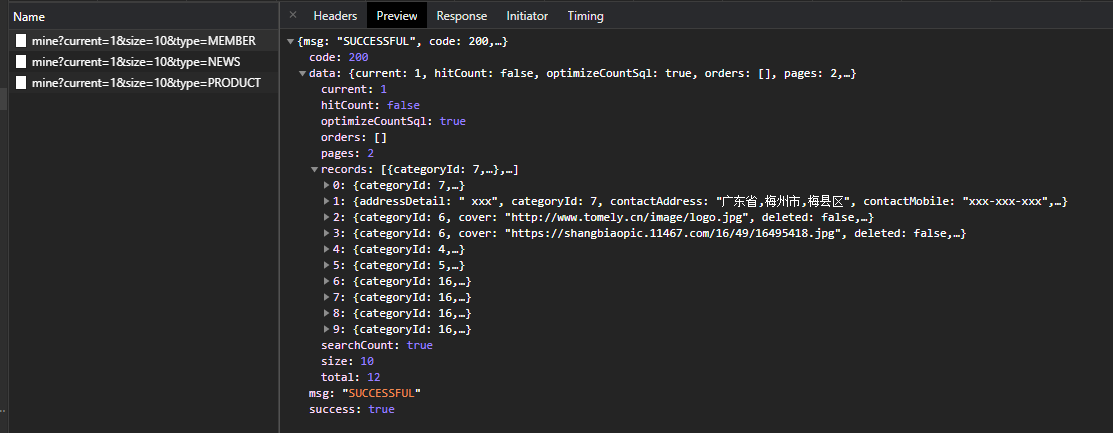 Name
mine?current=1&size=10&type=MEMBER
mine?current=1&size=10&type=NEWS
mine?current=1&size=10&type=PRODUCT
× Headers Preview Response Initiator Timing
▼{msg: "SUCCESSFUL", code: 200,…}
code: 200
▼data: {current: 1, hitCount: false, optimizeCountSql: true, orders: [], pages: 2,…}
current: 1
hitCount: false
optimizeCountSql: true
orders: []
pages: 2
▼records: [{categoryId: 7,…},…]
▶0: {categoryId: 7,…}
▶1: {addressDetail: " xxx", categoryId: 7, contactAddress: "广东省,梅州市,梅县区", contactMobile: "xxx-xxx-xxx",…}
▶2: {categoryId: 6, cover: "http://www.tomely.cn/image/logo.jpg", deleted: false,…}
▶3: {categoryId: 6, cover: "https://shangbiaopic.11467.com/16/49/16495418.jpg", deleted: false,…}
▶4: {categoryId: 4,…}
▶5: {categoryId: 5,…}
▶6: {categoryId: 16,…}
▶7: {categoryId: 16,…}
▶8: {categoryId: 16,…}
▶9: {categoryId: 16,…}
searchCount: true
size: 10
total: 12
msg: "SUCCESSFUL"
success: true